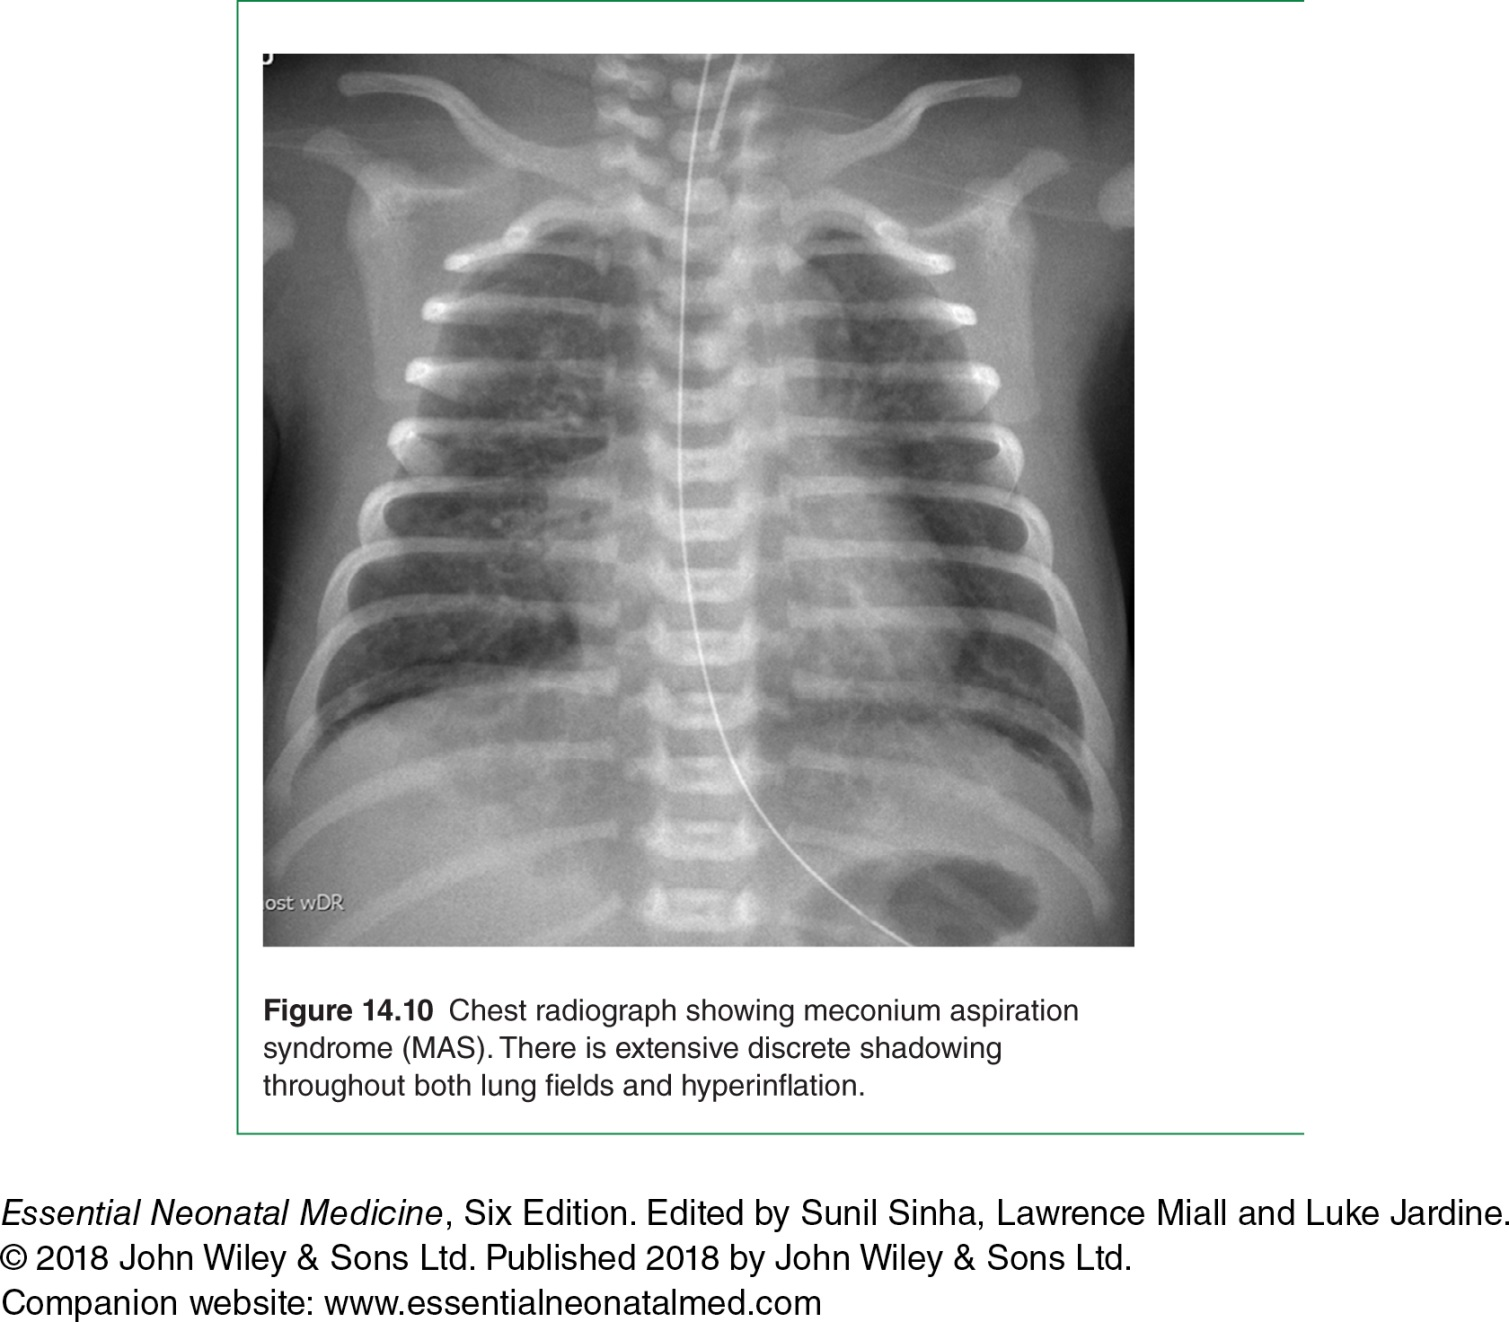 ost wDR
Figure 14.10 Chest radiograph showing meconium aspiration
syndrome (MAS). There is extensive discrete shadowing
throughout both lung fields and hyperinflation.
Essential Neonatal Medicine, Six Edition. Edited by Sunil Sinha, Lawrence Miall and Luke Jardine.
© 2018 John Wiley & Sons Ltd. Published 2018 by John Wiley & Sons Ltd.
Companion website: www.essentialneonatalmed.com